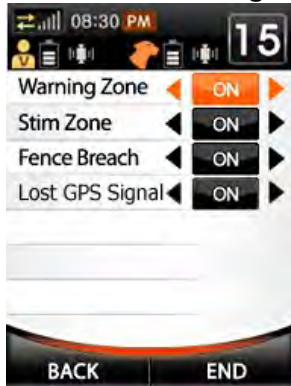 08:30 PM
15
Warning Zone ON
Stim Zone ON
Fence Breach ON
Lost GPS Signal ON
BACK END